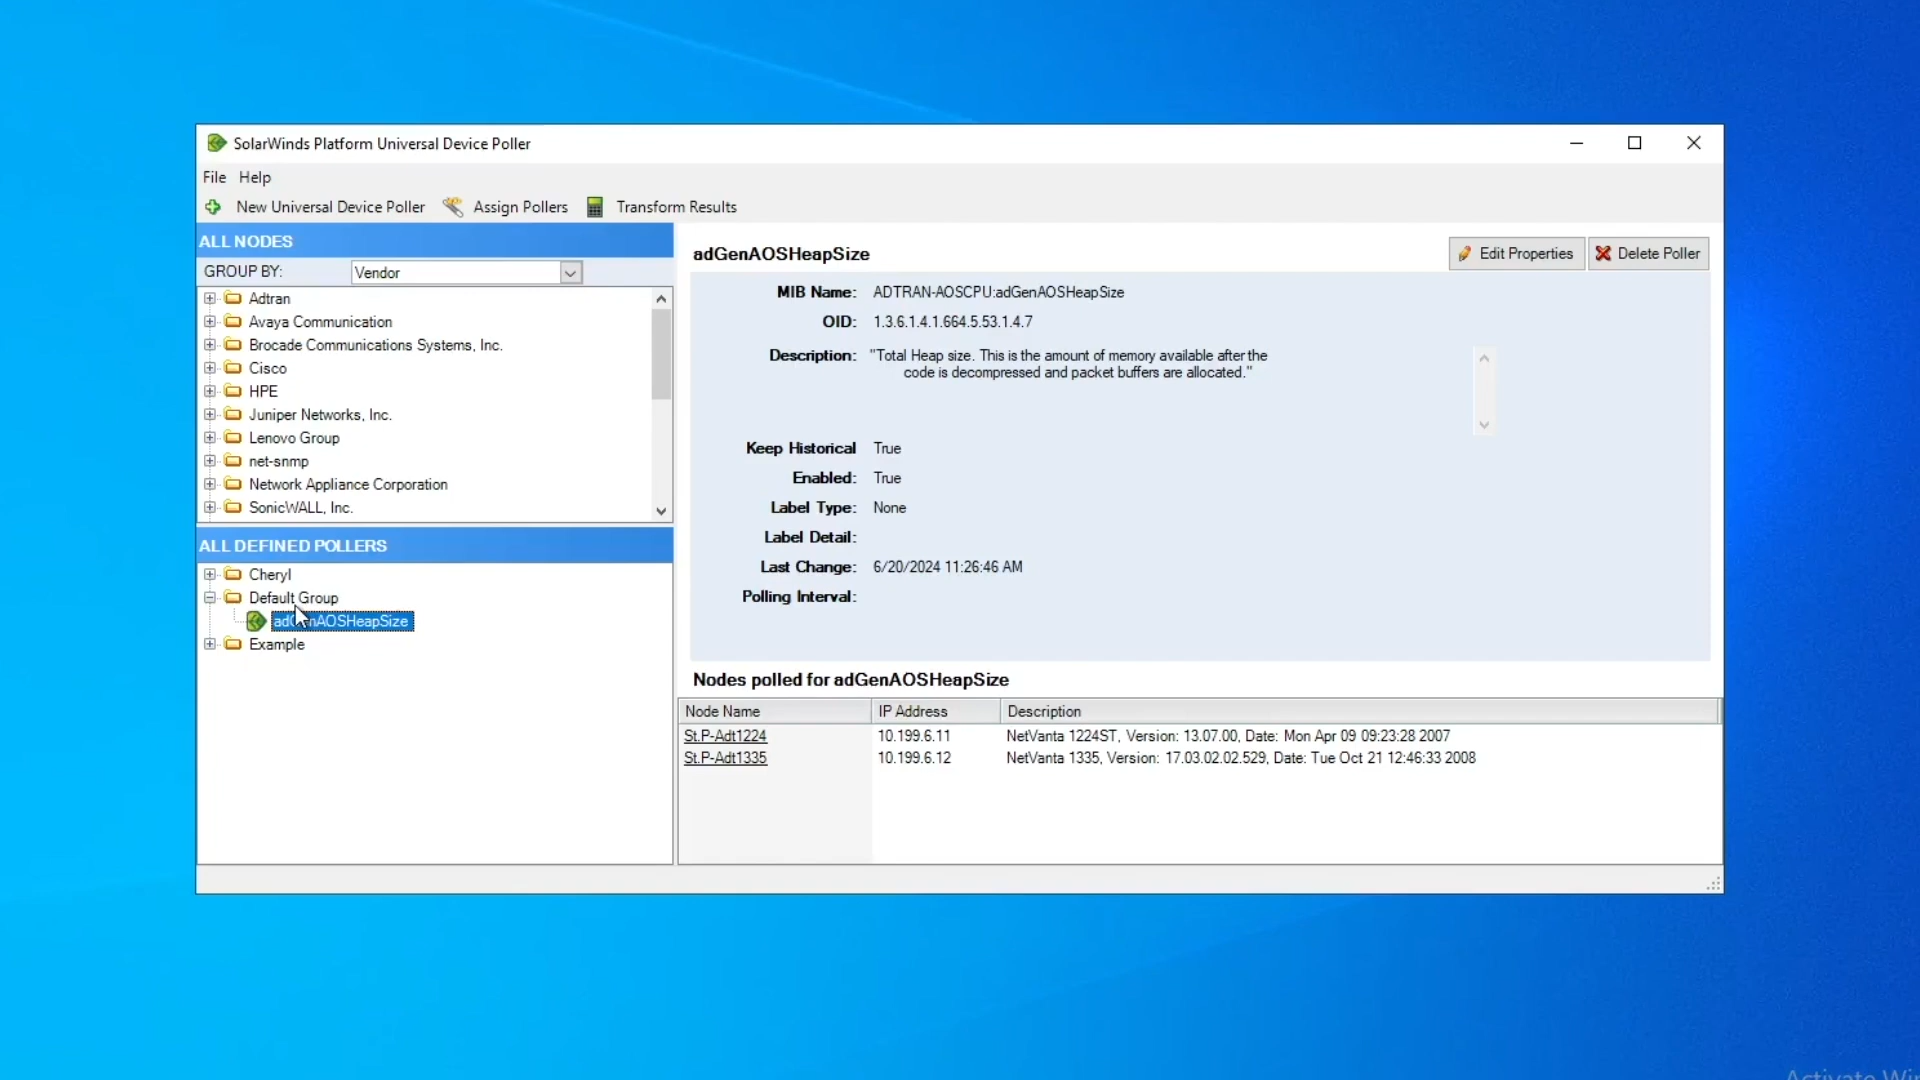 SolarWinds Platform Universal Device Poller
File Help
New Universal Device Poller Assign Pollers Transform Results
ALL NODES
GROUP BY: Vendor
Adtran
Avaya Communication
Brocade Communications Systems, Inc.
Cisco
HPE
Juniper Networks, Inc.
Lenovo Group
net-snmp
Network Appliance Corporation
SonicWALL, Inc.
ALL DEFINED POLLERS
Cheryl
Default Group
adGenAOSHeapSize
Example
adGenAOSHeapSize
Edit Properties Delete Poller
MIB Name: ADTRAN-AOSCPU:adGenAOSHeapSize
OID: 1.3.6.1.4.1.664.5.53.1.4.7
Description: "Total Heap size. This is the amount of memory available after the
code is decompressed and packet buffers are allocated."
Keep Historical True
Enabled: True
Label Type: None
Label Detail:
Last Change: 6/20/2024 11:26:46 AM
Polling Interval:
Nodes polled for adGenAOSHeapSize
Node Name IP Address Description
St.P-Adt1224 10.199.6.11 NetVanta 1224ST, Version: 13.07.00, Date: Mon Apr 09 09:23:28 2007
St.P-Adt1335 10.199.6.12 NetVanta 1335, Version: 17.03.02.02.529, Date: Tue Oct 21 12:46:33 2008